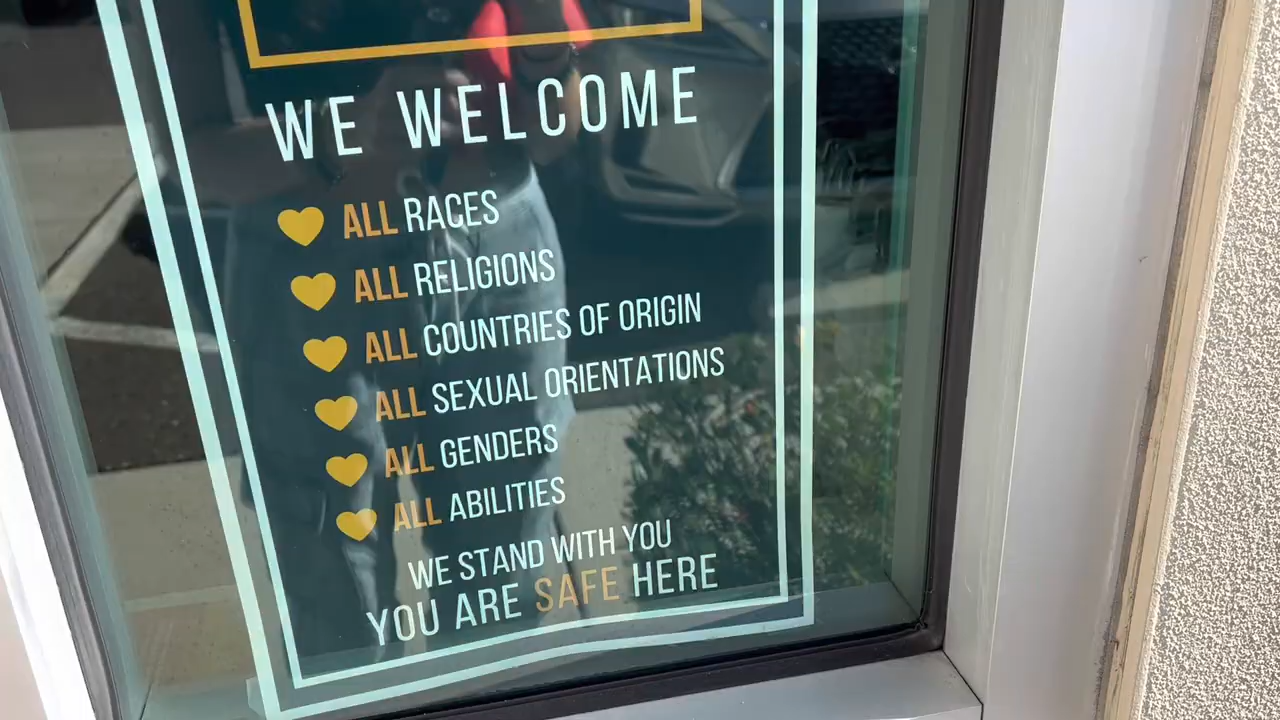 WE WELCOME
ALL RACES
ALL RELIGIONS
ALL COUNTRIES OF ORIGIN
ALL SEXUAL ORIENTATIONS
ALL GENDERS
ALL ABILITIES
WE STAND WITH YOU
YOU ARE SAFE HERE